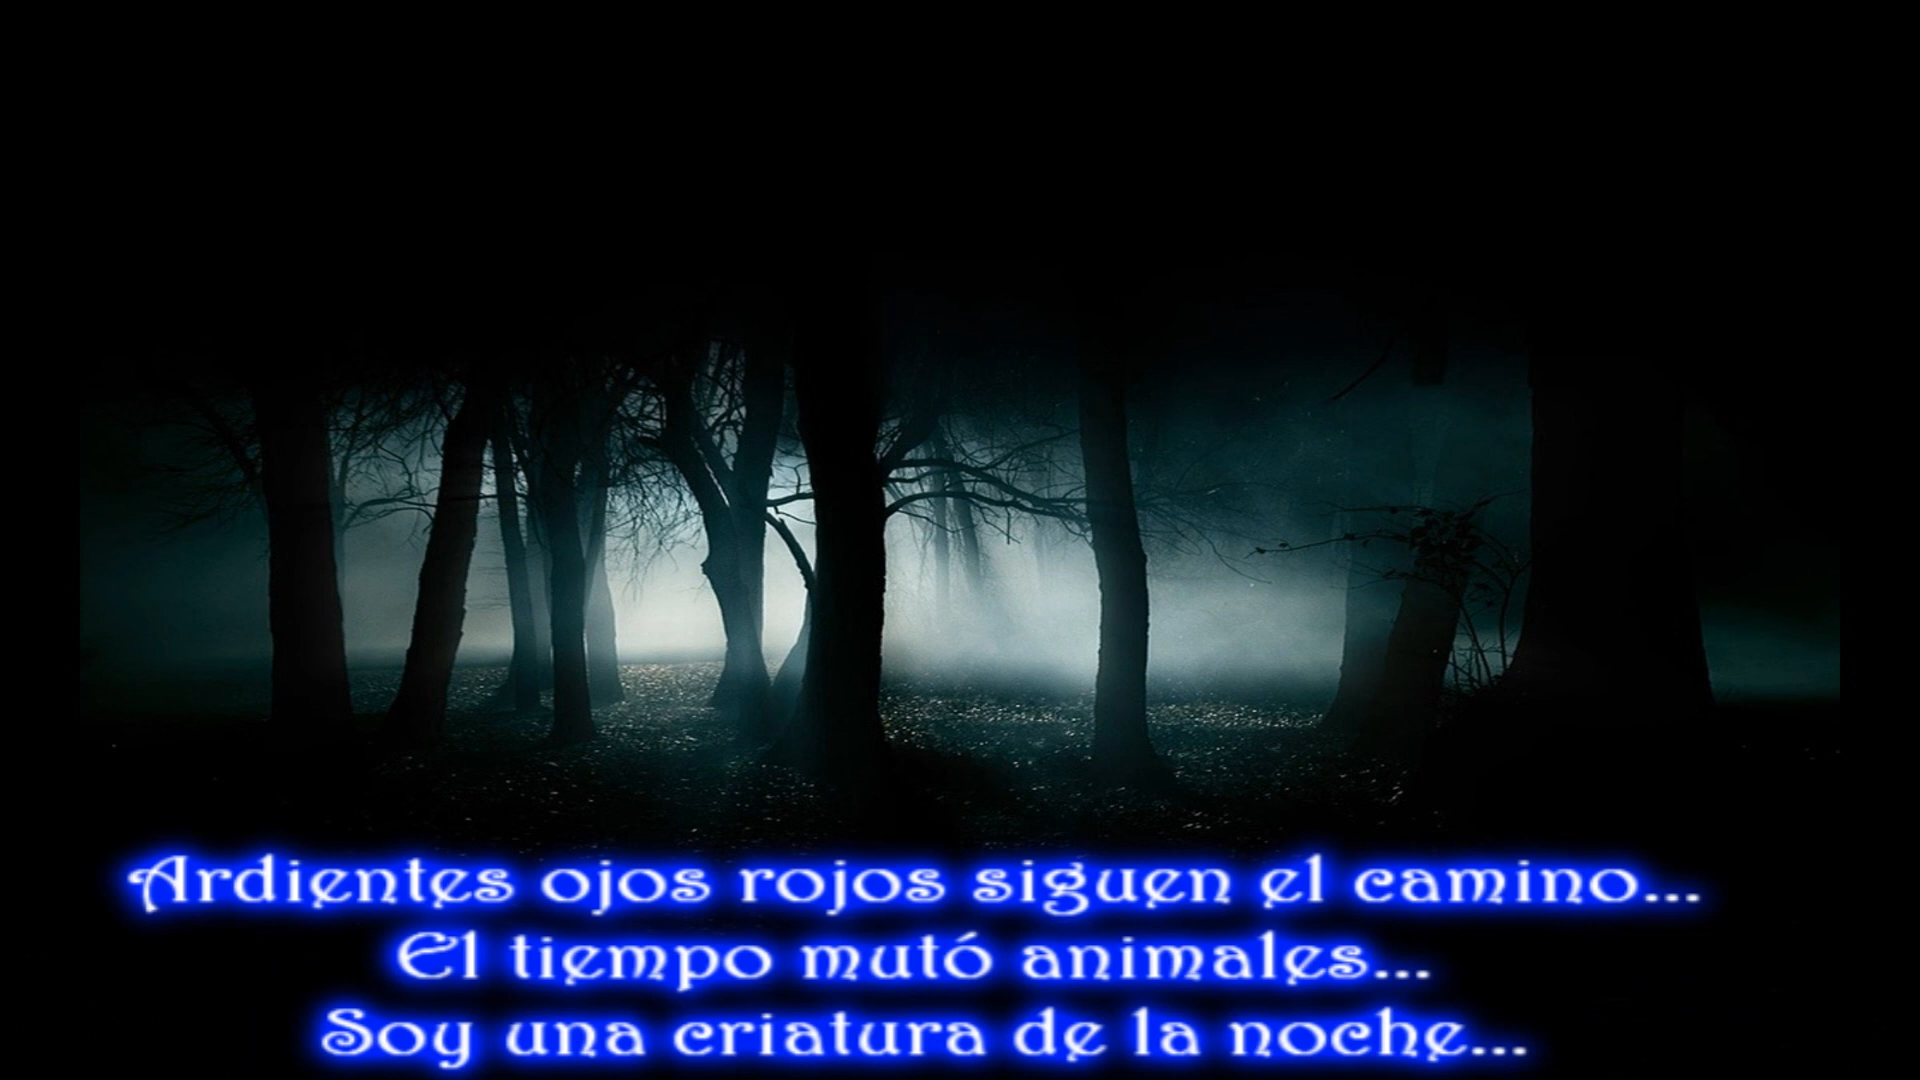 Ardientes ojos rojos siguen el camino...
El tiempo mutó animales...
Soy una criatura de la noche...